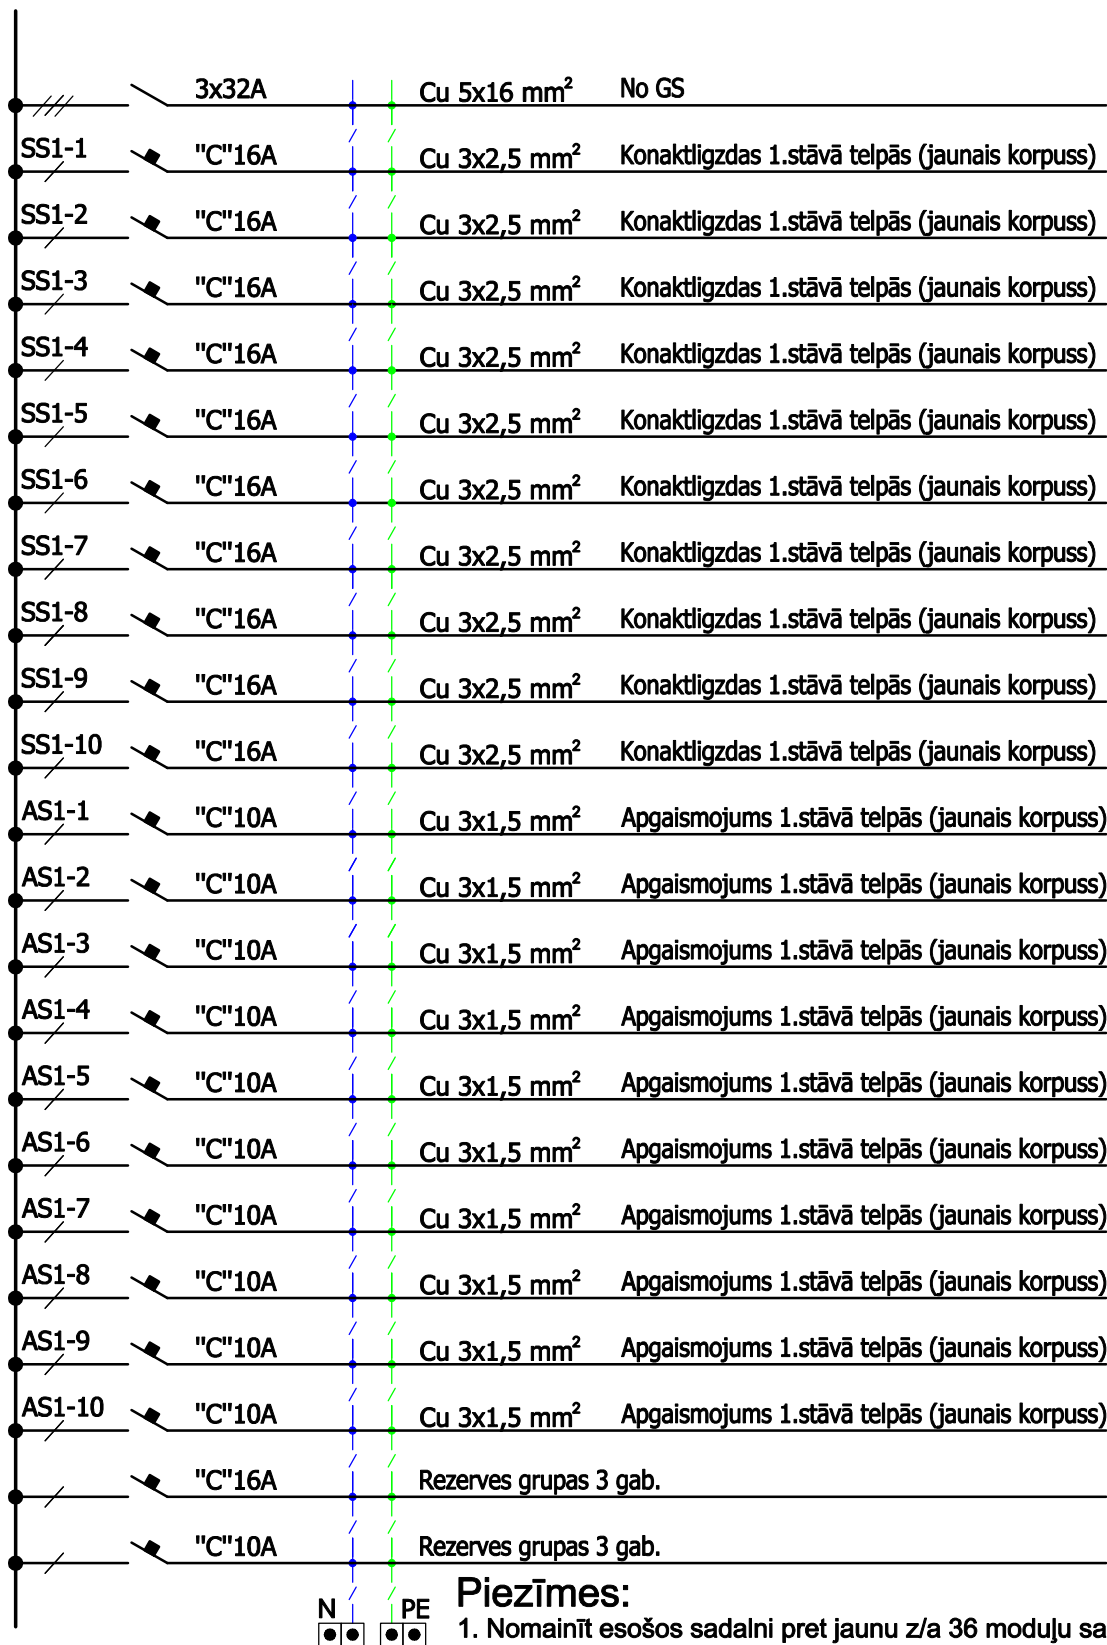 3x32A Cu 5x16 mm² No GS
SS1-1 "C"16A Cu 3x2,5 mm² Konaktligzdas 1.stāvā telpās (jaunais korpuss)
SS1-2 "C"16A Cu 3x2,5 mm² Konaktligzdas 1.stāvā telpās (jaunais korpuss)
SS1-3 "C"16A Cu 3x2,5 mm² Konaktligzdas 1.stāvā telpās (jaunais korpuss)
SS1-4 "C"16A Cu 3x2,5 mm² Konaktligzdas 1.stāvā telpās (jaunais korpuss)
SS1-5 "C"16A Cu 3x2,5 mm² Konaktligzdas 1.stāvā telpās (jaunais korpuss)
SS1-6 "C"16A Cu 3x2,5 mm² Konaktligzdas 1.stāvā telpās (jaunais korpuss)
SS1-7 "C"16A Cu 3x2,5 mm² Konaktligzdas 1.stāvā telpās (jaunais korpuss)
SS1-8 "C"16A Cu 3x2,5 mm² Konaktligzdas 1.stāvā telpās (jaunais korpuss)
SS1-9 "C"16A Cu 3x2,5 mm² Konaktligzdas 1.stāvā telpās (jaunais korpuss)
SS1-10 "C"16A Cu 3x2,5 mm² Konaktligzdas 1.stāvā telpās (jaunais korpuss)
AS1-1 "C"10A Cu 3x1,5 mm² Apgaismojums 1.stāvā telpās (jaunais korpuss)
AS1-2 "C"10A Cu 3x1,5 mm² Apgaismojums 1.stāvā telpās (jaunais korpuss)
AS1-3 "C"10A Cu 3x1,5 mm² Apgaismojums 1.stāvā telpās (jaunais korpuss)
AS1-4 "C"10A Cu 3x1,5 mm² Apgaismojums 1.stāvā telpās (jaunais korpuss)
AS1-5 "C"10A Cu 3x1,5 mm² Apgaismojums 1.stāvā telpās (jaunais korpuss)
AS1-6 "C"10A Cu 3x1,5 mm² Apgaismojums 1.stāvā telpās (jaunais korpuss)
AS1-7 "C"10A Cu 3x1,5 mm² Apgaismojums 1.stāvā telpās (jaunais korpuss)
AS1-8 "C"10A Cu 3x1,5 mm² Apgaismojums 1.stāvā telpās (jaunais korpuss)
AS1-9 "C"10A Cu 3x1,5 mm² Apgaismojums 1.stāvā telpās (jaunais korpuss)
AS1-10 "C"10A Cu 3x1,5 mm² Apgaismojums 1.stāvā telpās (jaunais korpuss)
"C"16A Rezerves grupas 3 gab.
"C"10A Rezerves grupas 3 gab.
N PE
Piezīmes:
1. Nomainīt esošos sadalni pret jaunu z/a 36 moduļu sa